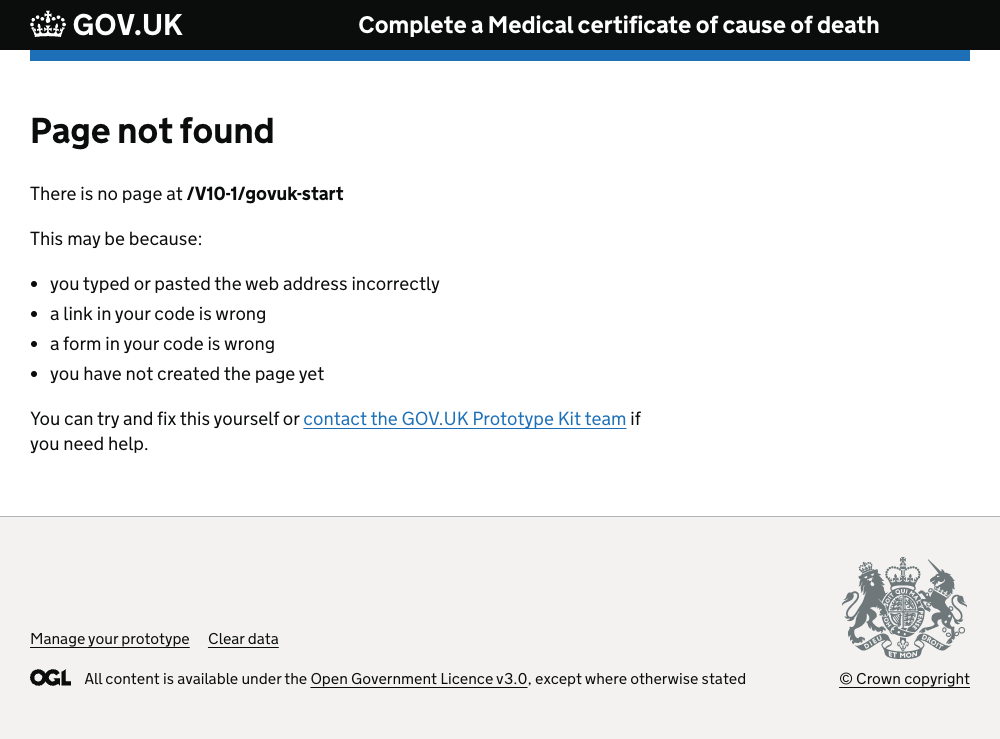 GOV.UK
Complete a Medical certificate of cause of death
Page not found
There is no page at /V10-1/govuk-start
This may be because:
• you typed or pasted the web address incorrectly
• a link in your code is wrong
• a form in your code is wrong
• you have not created the page yet
You can try and fix this yourself or contact the GOV.UK Prototype Kit team if
you need help.
Manage your prototype Clear data
OGL All content is available under the Open Government Licence v3.0, except where otherwise stated
DIEU ET MON DROIT
© Crown copyright